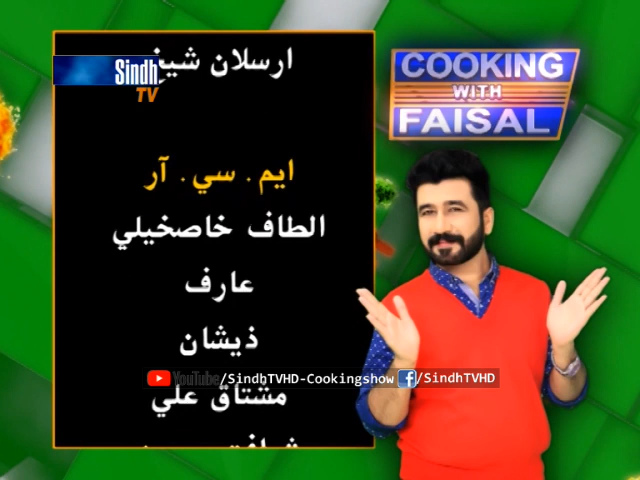 ارسلان شيخ
Sindh
TV
COOKING
WITH
FAISAL
ايم. سي. آر
الطاف خاصخيلي
عارف
ذيشان
YouTube/SindhTVHD-Cookingshow f/SindhTVHD
مشتاق علي